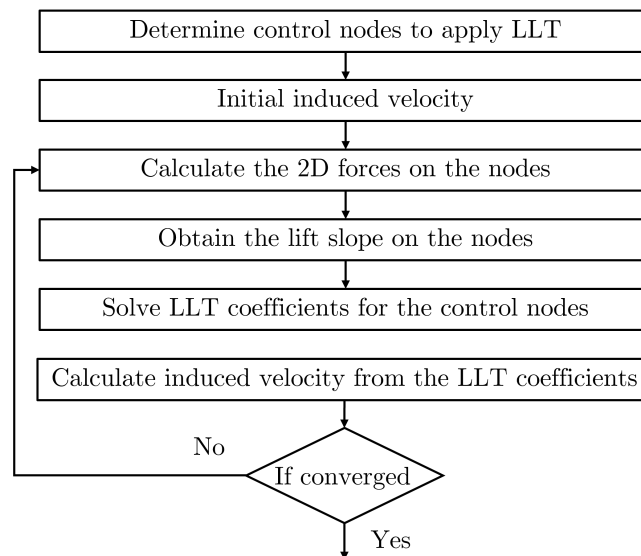 Determine control nodes to apply LLT
Initial induced velocity
Calculate the 2D forces on the nodes
Obtain the lift slope on the nodes
Solve LLT coefficients for the control nodes
Calculate induced velocity from the LLT coefficients
No
If converged
Yes